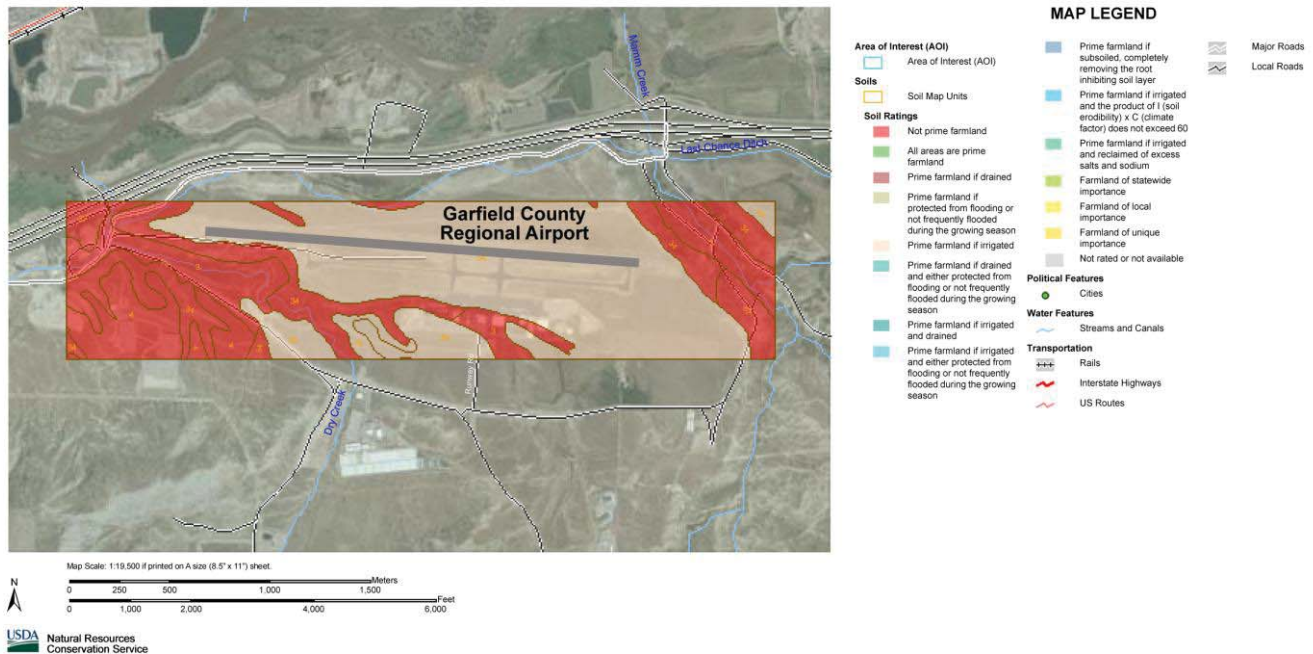 Mamm Creek
Last Chance Ditch
Garfield County
Regional Airport
34
Dry Creek
Map Scale: 1:19,500 if printed on A size (8.5" x 11") sheet.
N
Meters
0 250 500 1,000 1,500
Feet
0 1,000 2,000 4,000 6,000
USDA Natural Resources
Conservation Service
MAP LEGEND
Area of Interest (AOI)
Area of Interest (AOI)
Soils
Soil Map Units
Soil Ratings
Not prime farmland
All areas are prime
farmland
Prime farmland if drained
Prime farmland if
protected from flooding or
not frequently flooded
during the growing season
Prime farmland if irrigated
Prime farmland if drained
and either protected from
flooding or not frequently
flooded during the growing
season
Prime farmland if irrigated
and drained
Prime farmland if irrigated
and either protected from
flooding or not frequently
flooded during the growing
season
Prime farmland if
subsoiled, completely
removing the root
inhibiting soil layer
Prime farmland if irrigated
and the product of I (soil
erodibility) x C (climate
factor) does not exceed 60
Prime farmland if irrigated
and reclaimed of excess
salts and sodium
Farmland of statewide
importance
Farmland of local
importance
Farmland of unique
importance
Not rated or not available
Political Features
Cities
Water Features
Streams and Canals
Transportation
Rails
Interstate Highways
US Routes
Major Roads
Local Roads